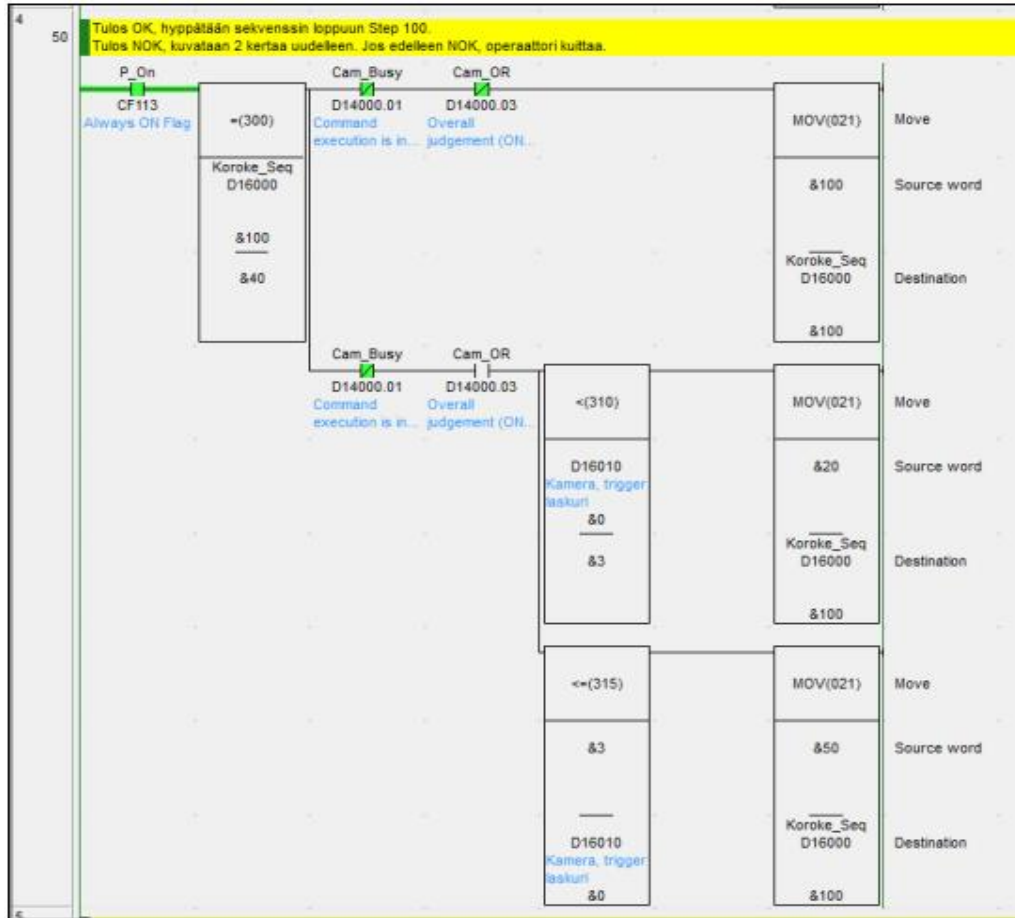 4
50
Tulos OK, hyppätään sekvenssin loppuun Step 100.
Tulos NOK, kuvataan 2 kertaa uudelleen. Jos edelleen NOK, operaattori kuittaa.
P_On
CF113
Always ON Flag
=(300)
Koroke_Seq
D16000
&100
&40
Cam_Busy
D14000.01
Command
execution is in...
Cam_OR
D14000.03
Overall
judgement (ON...
MOV(021)
Move
&100
Source word
Koroke_Seq
D16000
Destination
&100
Cam_Busy
D14000.01
Command
execution is in...
Cam_OR
D14000.03
Overall
judgement (ON...
<(310)
D16010
Kamera, trigger
laskuri
&0
&3
MOV(021)
Move
&20
Source word
Koroke_Seq
D16000
Destination
&100
<=(315)
&3
D16010
Kamera, trigger
laskuri
&0
MOV(021)
Move
&50
Source word
Koroke_Seq
D16000
Destination
&100
5